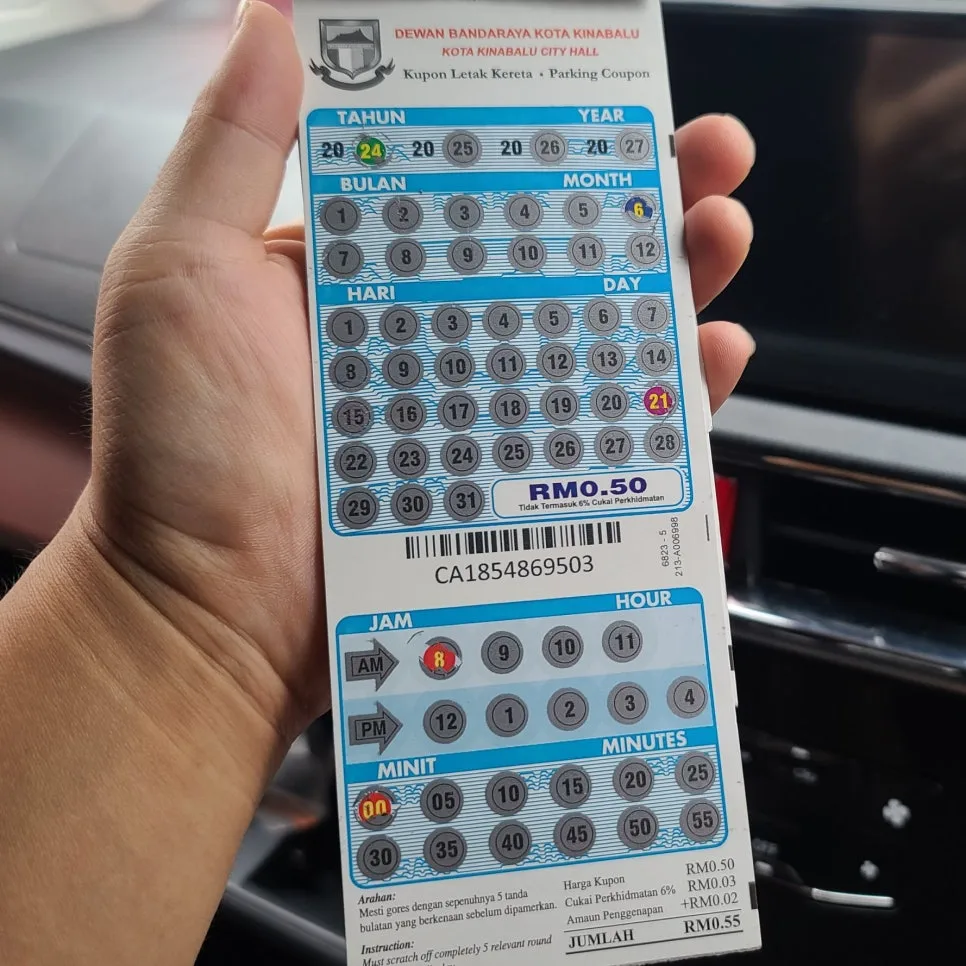 DEWAN BANDARAYA KOTA KINABALU
KOTA KINABALU CITY HALL
Kupon Letak Kereta • Parking Coupon
TAHUN YEAR
20 24 20 25 20 26 20 27
BULAN MONTH
1 2 3 4 5 6
7 8 9 10 11 12
HARI DAY
1 2 3 4 5 6 7
8 9 10 11 12 13 14
15 16 17 18 19 20 21
22 23 24 25 26 27 28
29 30 31
RM0.50
Tidak Termasuk 6% Cukai Perkhidmatan
CA1854869503
6823 - 5
213-A006998
JAM HOUR
AM 8 9 10 11
PM 12 1 2 3 4
MINIT MINUTES
00 05 10 15 20 25
30 35 40 45 50 55
Arahan:
Mesti gores dengan sepenuhnya 5 tanda
bulatan yang berkenaan sebelum dipamerkan.
Instruction:
Must scratch off completely 5 relevant round
Harga Kupon RM0.50
Cukai Perkhidmatan 6% RM0.03
Amaun Penggenapan +RM0.02
JUMLAH RM0.55